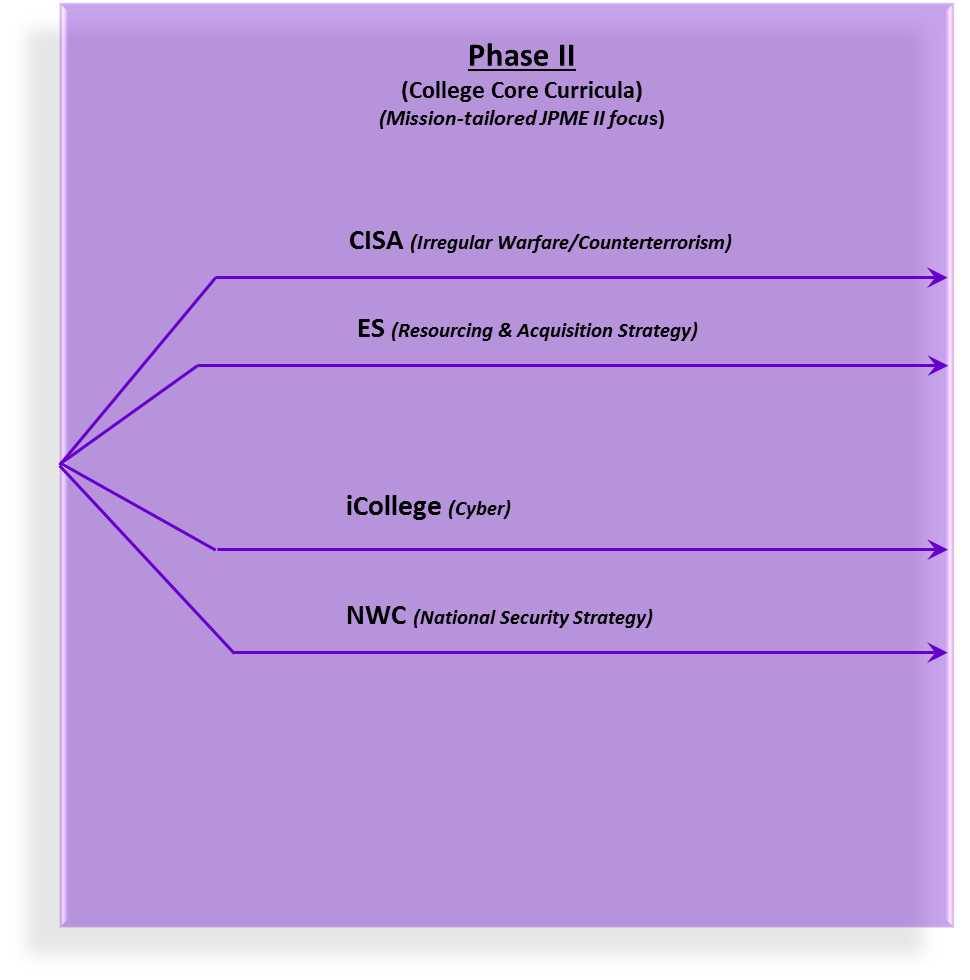 Phase II
(College Core Curricula)
(Mission-tailored JPME II focus)
CISA (Irregular Warfare/Counterterrorism)
ES (Resourcing & Acquisition Strategy)
iCollege (Cyber)
NWC (National Security Strategy)